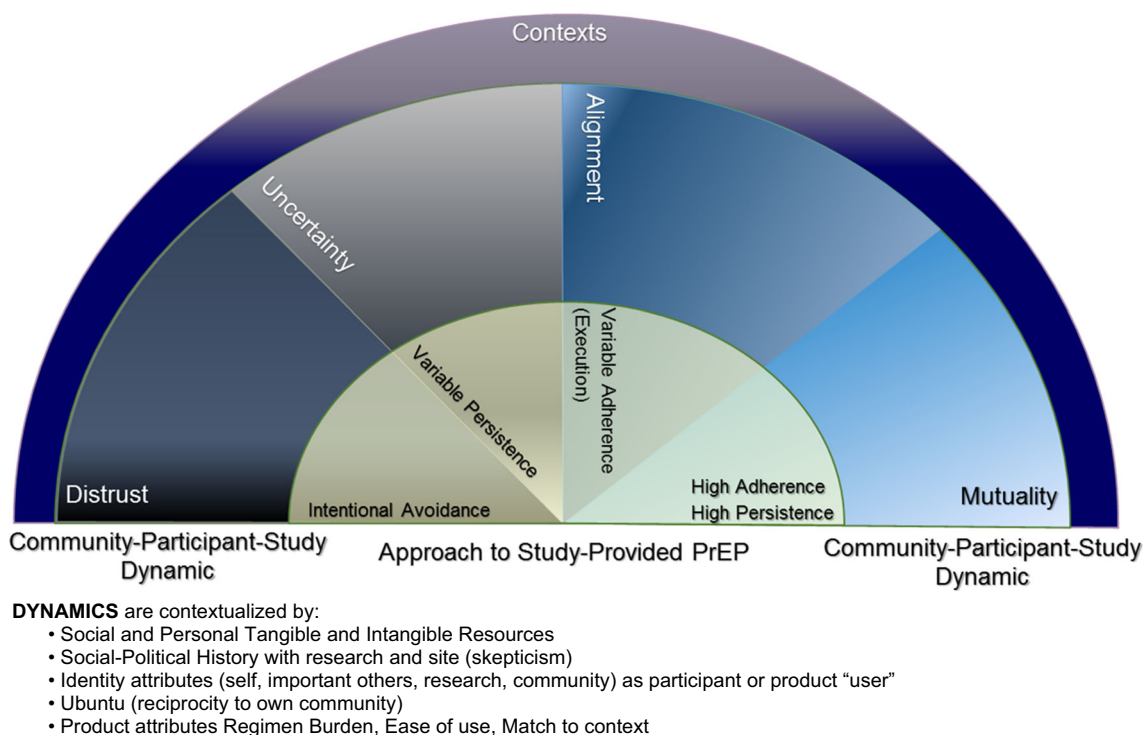 Contexts
Alignment
Uncertainty
Variable Adherence
(Execution)
Variable Persistence
Distrust
Intentional Avoidance
High Adherence
High Persistence
Mutuality
Community-Participant-Study
Dynamic
Approach to Study-Provided PrEP
Community-Participant-Study
Dynamic
DYNAMICS are contextualized by:
• Social and Personal Tangible and Intangible Resources
• Social-Political History with research and site (skepticism)
• Identity attributes (self, important others, research, community) as participant or product “user”
• Ubuntu (reciprocity to own community)
• Product attributes Regimen Burden, Ease of use, Match to context